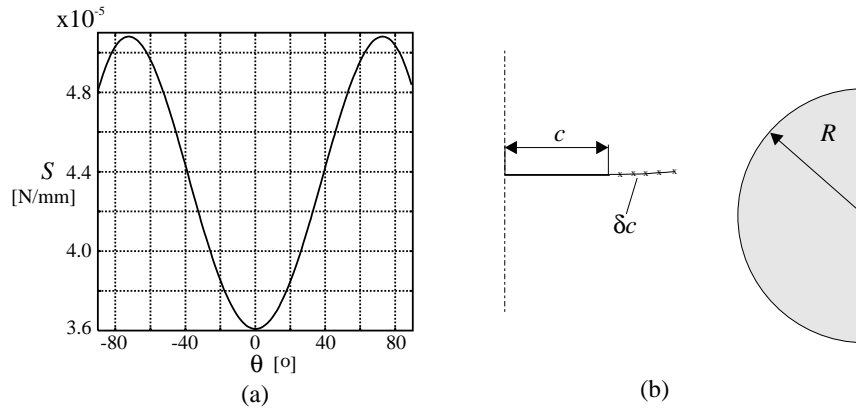 x10⁻⁵
4.8
4.4
4.0
3.6
S
[N/mm]
-80 -40 0 40 80
θ [o]
(a)
c
δc
R
(b)